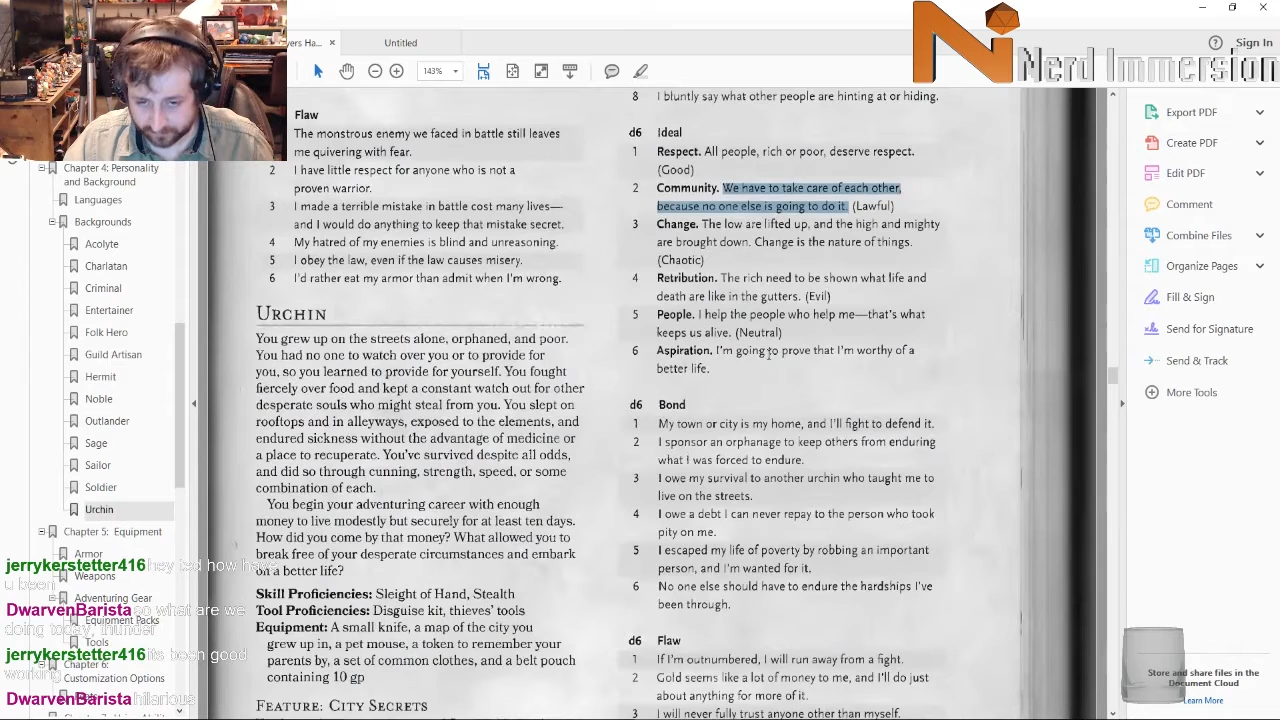 ers Ha...
Untitled
Sign In
Nerd Immersion
3%
Export PDF
Create PDF
Edit PDF
Comment
Combine Files
Organize Pages
Fill & Sign
Send for Signature
Send & Track
More Tools
Store and share files in the
Document Cloud
Learn More
Chapter 4: Personality
and Background
Languages
Backgrounds
Acolyte
Charlatan
Criminal
Entertainer
Folk Hero
Guild Artisan
Hermit
Noble
Outlander
Sage
Sailor
Soldier
Urchin
Chapter 5: Equipment
Armor
Weapons
Adventuring Gear
Equipment Packs
Tools
Chapter 6:
Customization Options
jerrykerstetter416 hey ted how have
u been
DwarvenBarista so what are we
doing today, thunder
jerrykerstetter416 its been good
working
DwarvenBarista hilarious
Flaw
The monstrous enemy we faced in battle still leaves
me quivering with fear.
2 I have little respect for anyone who is not a
proven warrior.
3 I made a terrible mistake in battle cost many lives—
and I would do anything to keep that mistake secret.
4 My hatred of my enemies is blind and unreasoning.
5 I obey the law, even if the law causes misery.
6 I'd rather eat my armor than admit when I'm wrong.
URCHIN
You grew up on the streets alone, orphaned, and poor.
You had no one to watch over you or to provide for
you, so you learned to provide for yourself. You fought
fiercely over food and kept a constant watch out for other
desperate souls who might steal from you. You slept on
rooftops and in alleyways, exposed to the elements, and
endured sickness without the advantage of medicine or
a place to recuperate. You've survived despite all odds,
and did so through cunning, strength, speed, or some
combination of each.
You begin your adventuring career with enough
money to live modestly but securely for at least ten days.
How did you come by that money? What allowed you to
break free of your desperate circumstances and embark
on a better life?
Skill Proficiencies: Sleight of Hand, Stealth
Tool Proficiencies: Disguise kit, thieves' tools
Equipment: A small knife, a map of the city you
grew up in, a pet mouse, a token to remember your
parents by, a set of common clothes, and a belt pouch
containing 10 gp
FEATURE: CITY SECRETS
8 I bluntly say what other people are hinting at or hiding.
d6 Ideal
1 Respect. All people, rich or poor, deserve respect.
(Good)
2 Community. We have to take care of each other,
because no one else is going to do it. (Lawful)
3 Change. The low are lifted up, and the high and mighty
are brought down. Change is the nature of things.
(Chaotic)
4 Retribution. The rich need to be shown what life and
death are like in the gutters. (Evil)
5 People. I help the people who help me—that's what
keeps us alive. (Neutral)
6 Aspiration. I'm going to prove that I'm worthy of a
better life.
d6 Bond
1 My town or city is my home, and I'll fight to defend it.
2 I sponsor an orphanage to keep others from enduring
what I was forced to endure.
3 I owe my survival to another urchin who taught me to
live on the streets.
4 I owe a debt I can never repay to the person who took
pity on me.
5 I escaped my life of poverty by robbing an important
person, and I'm wanted for it.
6 No one else should have to endure the hardships I've
been through.
d6 Flaw
If I'm outnumbered, I will run away from a fight.
2 Gold seems like a lot of money to me, and I'll do just
about anything for more of it.
3 I will never fully trust anyone other than myself.